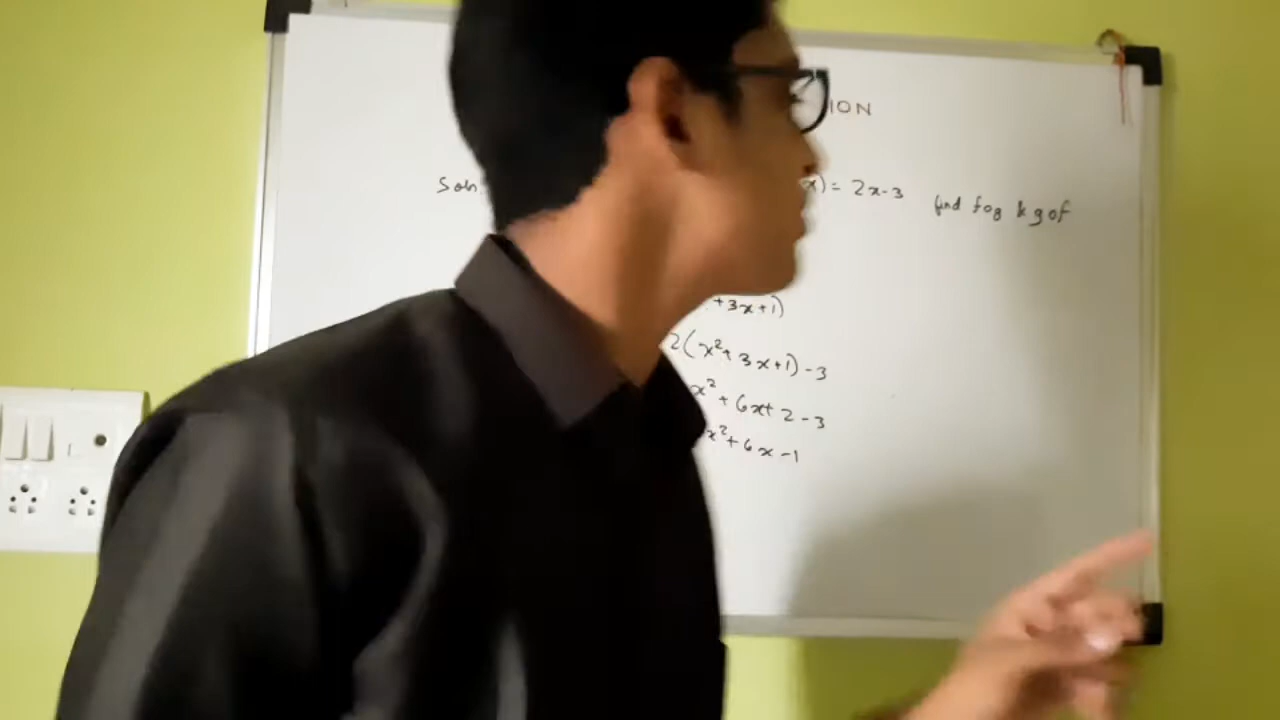 ION
Soln x) = 2x-3 find fog & gof
+3x+1)
2(x²+3x+1)-3
x²+6x+2-3
x²+6x-1